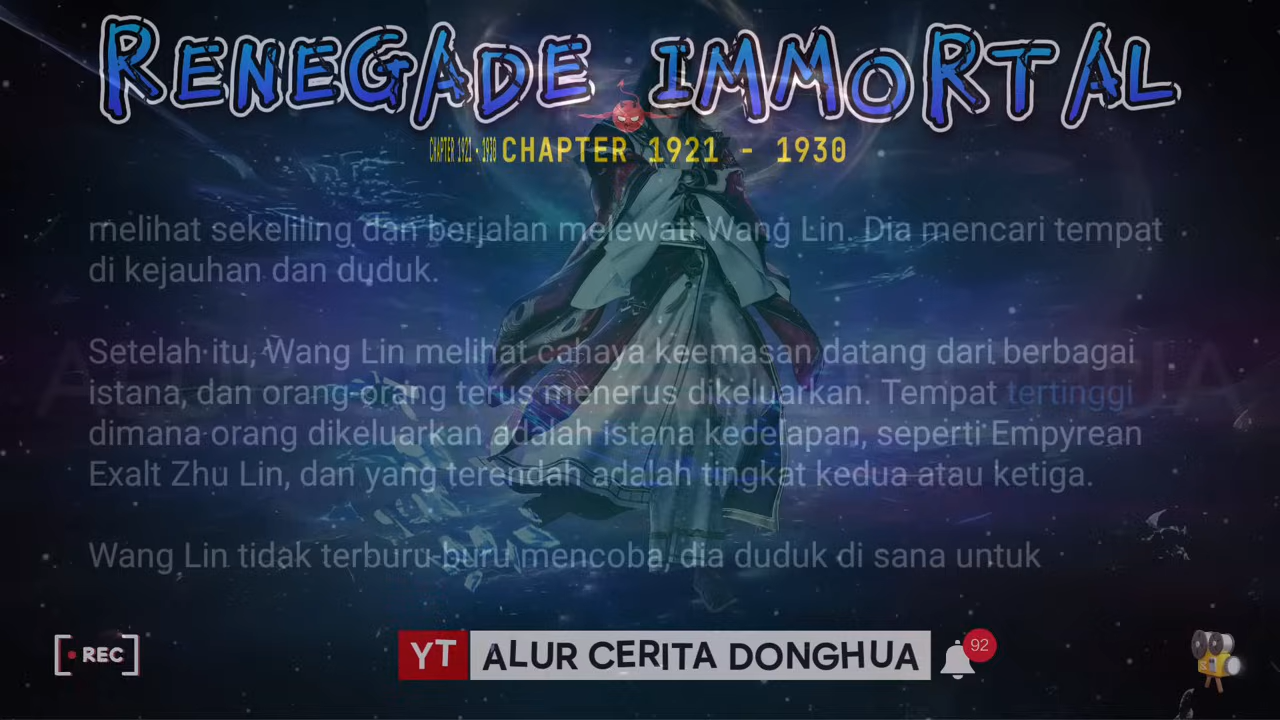 RENEGADE IMMORTAL
CHAPTER 1921 - 1930 CHAPTER 1921 - 1930
melihat sekeliling dan berjalan melewati Wang Lin. Dia mencari tempat
di kejauhan dan duduk.
Setelah itu, Wang Lin melihat cahaya keemasan datang dari berbagai
istana, dan orang-orang terus menerus dikeluarkan. Tempat tertinggi
dimana orang dikeluarkan adalah istana kedelapan, seperti Empyrean
Exalt Zhu Lin, dan yang terendah adalah tingkat kedua atau ketiga.
Wang Lin tidak terburu-buru mencoba, dia duduk di sana untuk
REC
YT ALUR CERITA DONGHUA
92